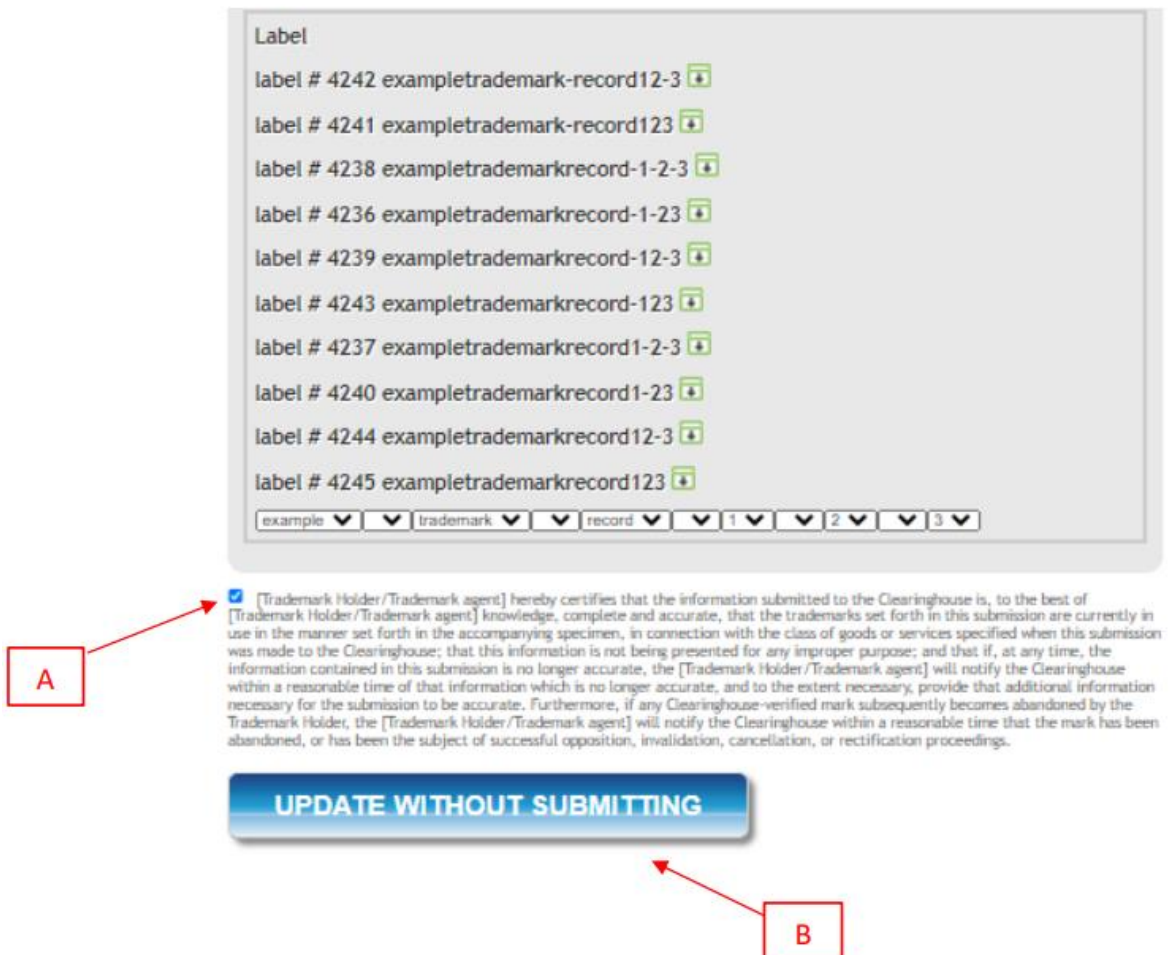 Label
label # 4242 exampletrademark-record12-3
label # 4241 exampletrademark-record123
label # 4238 exampletrademarkrecord-1-2-3
label # 4236 exampletrademarkrecord-1-23
label # 4239 exampletrademarkrecord-12-3
label # 4243 exampletrademarkrecord-123
label # 4237 exampletrademarkrecord1-2-3
label # 4240 exampletrademarkrecord1-23
label # 4244 exampletrademarkrecord12-3
label # 4245 exampletrademarkrecord123
example trademark record 1 2 3
[Trademark Holder/Trademark agent] hereby certifies that the information submitted to the Clearinghouse is, to the best of
[Trademark Holder/Trademark agent] knowledge, complete and accurate, that the trademarks set forth in this submission are currently in
use in the manner set forth in the accompanying specimen, in connection with the class of goods or services specified when this submission
was made to the Clearinghouse; that this information is not being presented for any improper purpose; and that if, at any time, the
information contained in this submission is no longer accurate, the [Trademark Holder/Trademark agent] will notify the Clearinghouse
within a reasonable time of that information which is no longer accurate, and to the extent necessary, provide that additional information
necessary for the submission to be accurate. Furthermore, if any Clearinghouse-verified mark subsequently becomes abandoned by the
Trademark Holder, the [Trademark Holder/Trademark agent] will notify the Clearinghouse within a reasonable time that the mark has been
abandoned, or has been the subject of successful opposition, invalidation, cancellation, or rectification proceedings.
A
UPDATE WITHOUT SUBMITTING
B